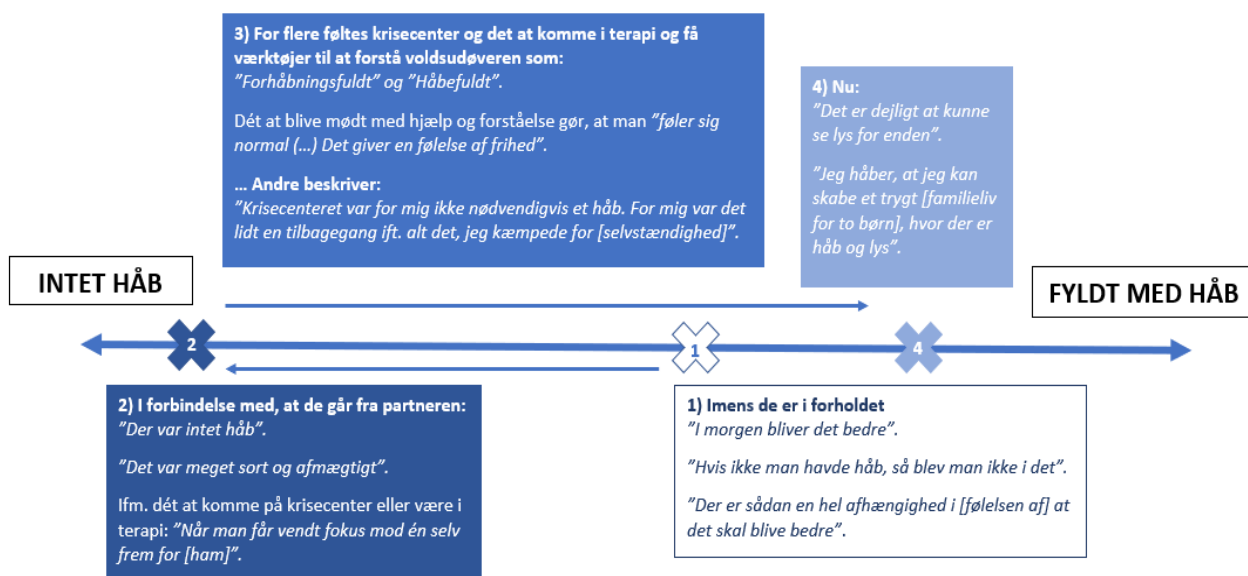 3) For flere føltes krisecenter og det at komme i terapi og få
værktøjer til at forstå voldsudøveren som:
”Forhåbningsfuldt” og ”Håbefuldt”.
Dét at blive mødt med hjælp og forståelse gør, at man ”føler sig
normal (...) Det giver en følelse af frihed”.
... Andre beskriver:
”Krisecenteret var for mig ikke nødvendigvis et håb. For mig var det
lidt en tilbagegang ift. alt det, jeg kæmpede for [selvstændighed]”.
4) Nu:
”Det er dejligt at kunne
se lys for enden”.
”Jeg håber, at jeg kan
skabe et trygt [familieliv
for to børn], hvor der er
håb og lys”.
INTET HÅB
FYLDT MED HÅB
2
1
4
2) I forbindelse med, at de går fra partneren:
”Der var intet håb”.
”Det var meget sort og afmægtigt”.
Ifm. dét at komme på krisecenter eller være i
terapi: ”Når man får vendt fokus mod én selv
frem for [ham]”.
1) Imens de er i forholdet
”I morgen bliver det bedre”.
”Hvis ikke man havde håb, så blev man ikke i det”.
”Der er sådan en hel afhængighed i [følelsen af] at
det skal blive bedre”.